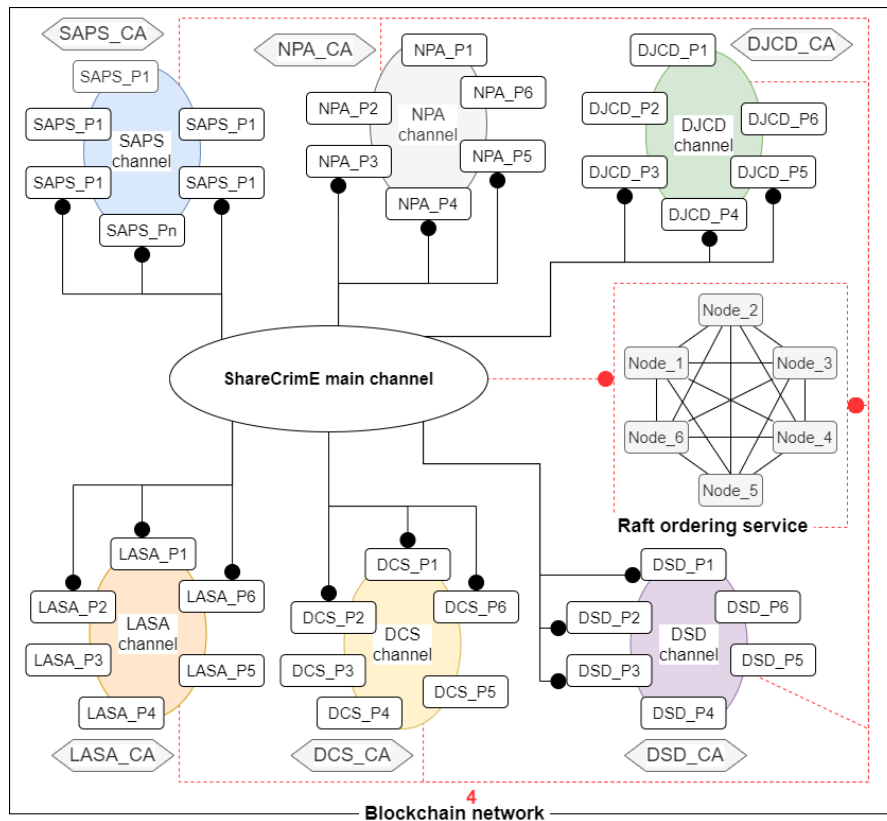 SAPS_CA
NPA_CA
DJCD_CA
SAPS_P1
SAPS_P1
SAPS_P1
SAPS
channel
SAPS_P1
SAPS_P1
SAPS_Pn
NPA_P1
NPA_P2
NPA_P6
NPA
channel
NPA_P3
NPA_P5
NPA_P4
DJCD_P1
DJCD_P2
DJCD_P6
DJCD
channel
DJCD_P3
DJCD_P5
DJCD_P4
ShareCrimE main channel
Node_2
Node_1
Node_3
Node_6
Node_4
Node_5
Raft ordering service
LASA_P1
LASA_P2
LASA_P6
LASA
channel
LASA_P3
LASA_P5
LASA_P4
LASA_CA
DCS_P1
DCS_P2
DCS_P6
DCS
channel
DCS_P3
DCS_P5
DCS_P4
DCS_CA
DSD_P1
DSD_P2
DSD_P6
DSD
channel
DSD_P3
DSD_P5
DSD_P4
DSD_CA
4
Blockchain network